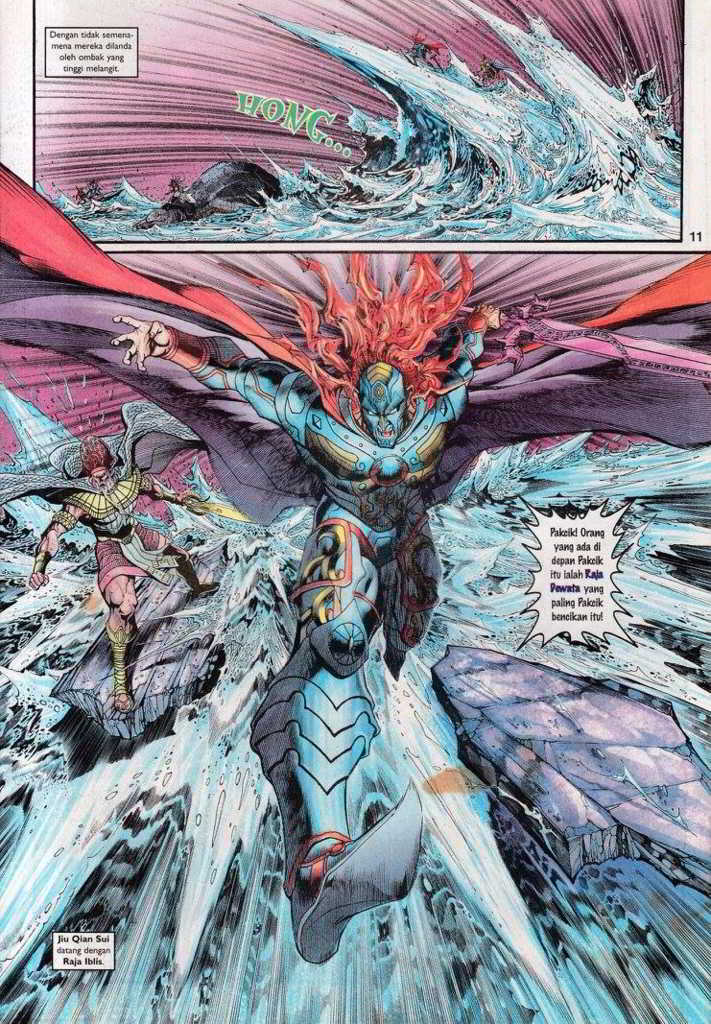 Dengan tidak semena-
mena mereka dilanda
oleh ombak yang
tinggi melangit.
HONG...
11
Pakcik! Orang
yang ada di
depan Pakcik
itu ialah Raja
Dewata yang
paling Pakcik
bencikan itu!
Jiu Qian Sui
datang dengan
Raja Iblis.